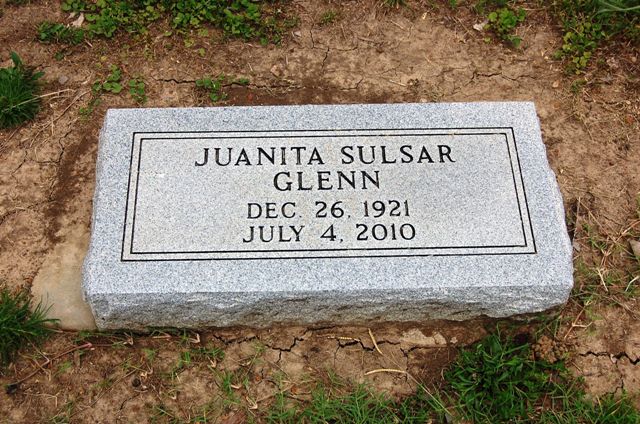 JUANITA SULSAR
GLENN
DEC. 26, 1921
JULY 4, 2010